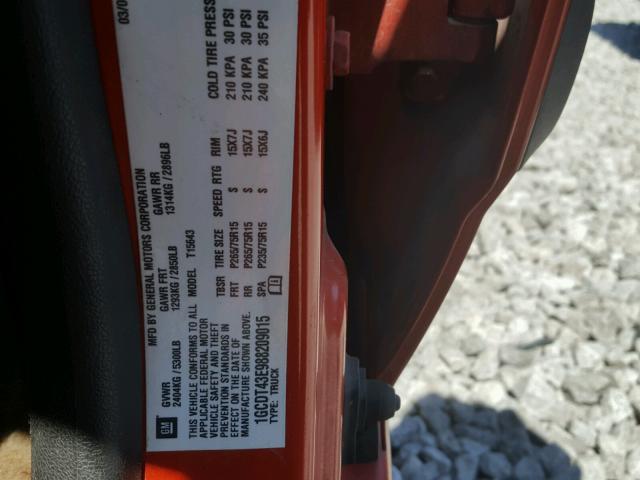 MFD BY GENERAL MOTORS CORPORATION 03/0
GVWR GAWR FRT GAWR RR
2404KG/5300LB 1293KG/2850LB 1314KG/2896LB
GM
THIS VEHICLE CONFORMS TO ALL MODEL T15643
APPLICABLE FEDERAL MOTOR
VEHICLE SAFETY AND THEFT
PREVENTION STANDARDS IN
EFFECT ON THE DATE OF
MANUFACTURE SHOWN ABOVE.
1GCDT43E988209015
TYPE: TRUCK
TBSR TIRE SIZE SPEED RTG RIM COLD TIRE PRESS
FRT P265/75R15 S 15X7J 210 KPA 30 PSI
RR P265/75R15 S 15X7J 210 KPA 30 PSI
SPA P235/75R15 S 15X6J 240 KPA 35 PSI